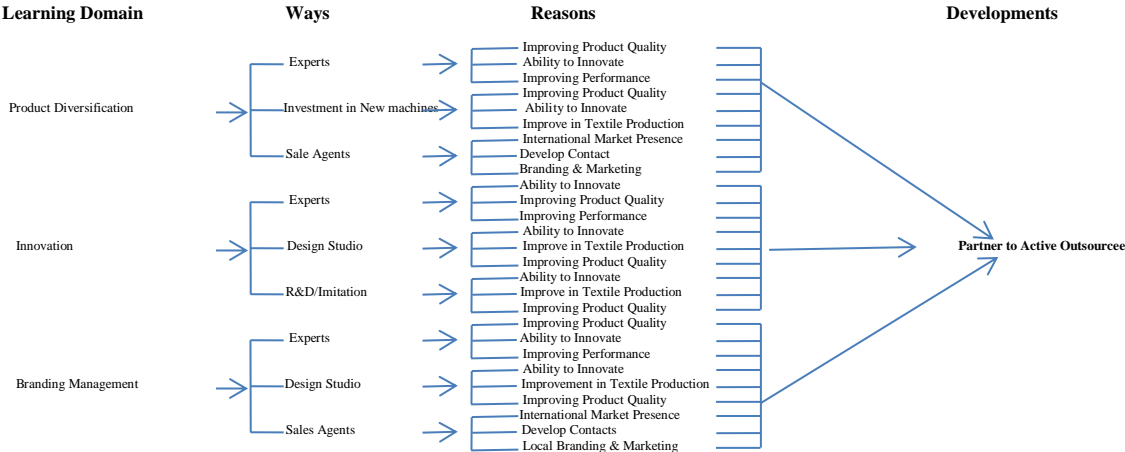 Learning Domain Ways Reasons Developments
Improving Product Quality
Experts Ability to Innovate
Improving Performance
Improving Product Quality
Product Diversification Investment in New machines Ability to Innovate
Improve in Textile Production
International Market Presence
Sale Agents Develop Contact
Branding & Marketing
Ability to Innovate
Experts Improving Product Quality
Improving Performance
Ability to Innovate
Innovation Design Studio Improve in Textile Production Partner to Active Outsourcee
Improving Product Quality
Ability to Innovate
R&D/Imitation Improve in Textile Production
Improving Product Quality
Improving Product Quality
Experts Ability to Innovate
Improving Performance
Ability to Innovate
Branding Management Design Studio Improvement in Textile Production
Improving Product Quality
International Market Presence
Sales Agents Develop Contacts
Local Branding & Marketing